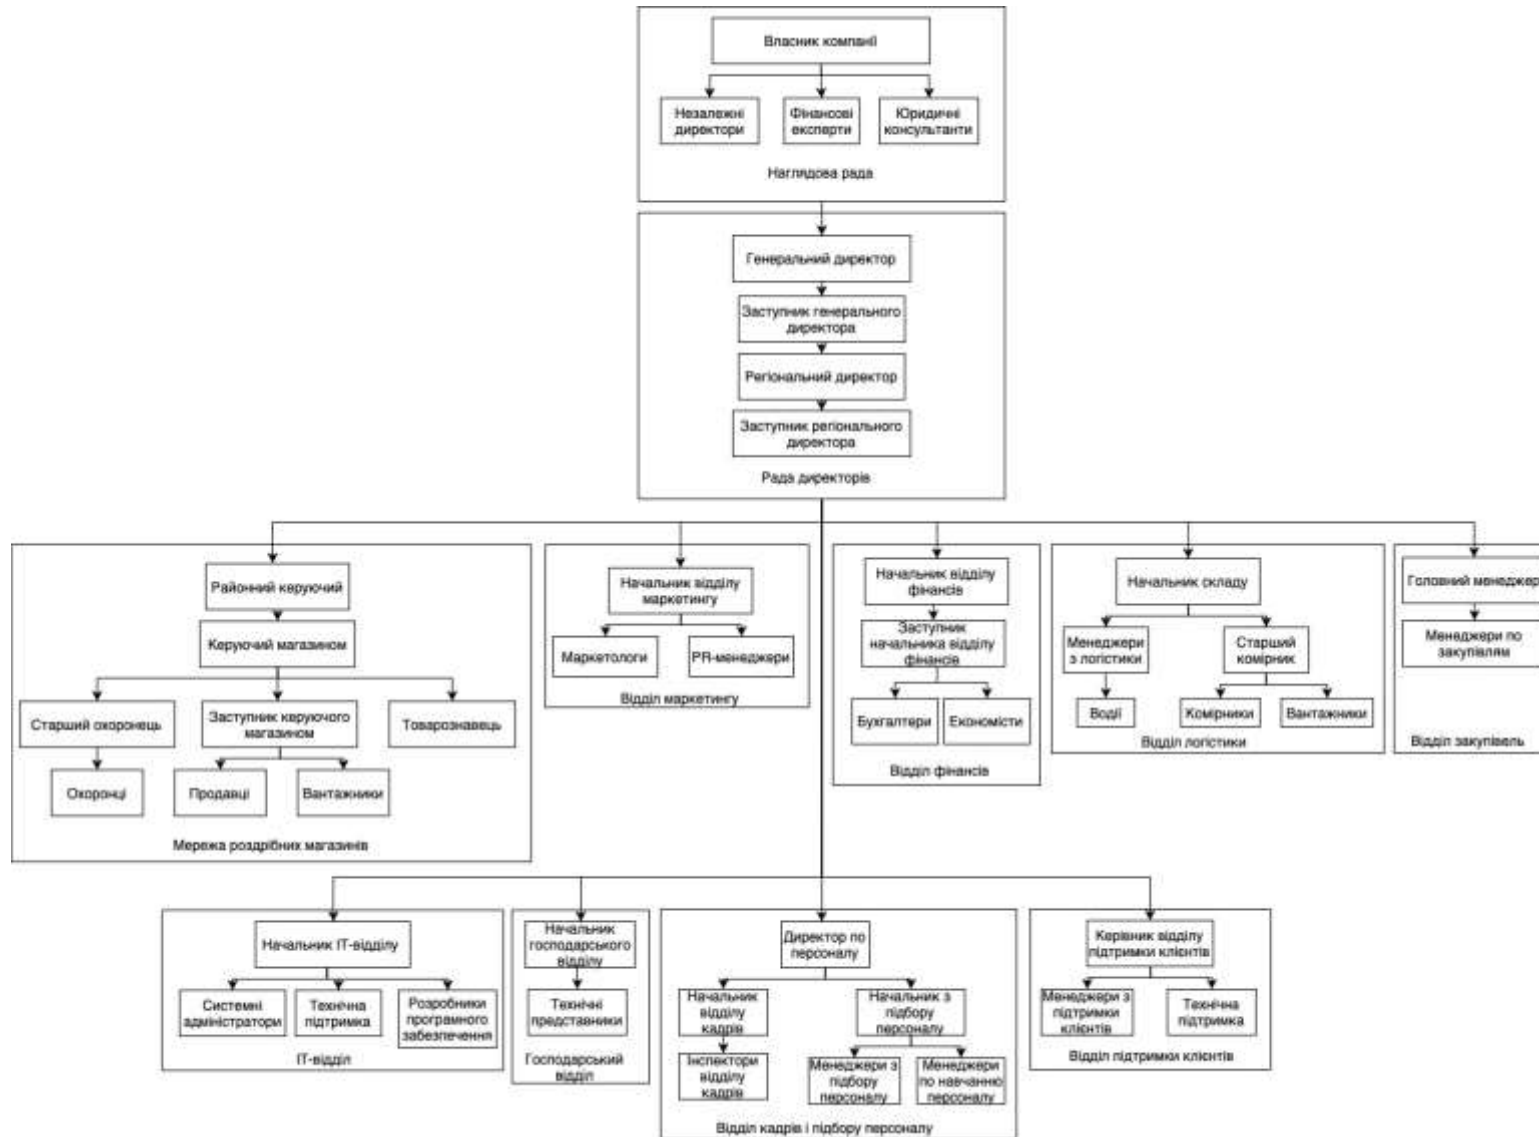 Власник компанії
Незалежні
директори
Фінансові
експерти
Юридичні
консультанти
Наглядова рада
Генеральний директор
Заступник генерального
директора
Регіональний директор
Заступник регіонального
директора
Рада директорів
Районний керуючий
Керуючий магазином
Старший охоронець
Заступник керуючого
магазином
Товарознавець
Охоронці
Продавці
Вантажники
Мережа роздрібних магазинів
Начальник відділу
маркетингу
Маркетологи
PR-менеджери
Відділ маркетингу
Начальник відділу
фінансів
Заступник
начальника відділу
фінансів
Бухгалтери
Економісти
Відділ фінансів
Начальник складу
Менеджери
з логістики
Старший
комірник
Водії
Комірники
Вантажники
Відділ логістики
Головний менеджер
Менеджери по
закупівлям
Відділ закупівель
Начальник ІТ-відділу
Системні
адміністратори
Технічна
підтримка
Розробники
програмного
забезпечення
ІТ-відділ
Начальник
господарського
відділу
Технічні
представники
Господарський
відділ
Директор по
персоналу
Начальник
відділу
кадрів
Начальник з
підбору
персоналу
Інспектори
відділу
кадрів
Менеджери з
підбору
персоналу
Менеджери
по навчанню
персоналу
Відділ кадрів і підбору персоналу
Керівник відділу
підтримки клієнтів
Менеджери з
підтримки
клієнтів
Технічна
підтримка
Відділ підтримки клієнтів